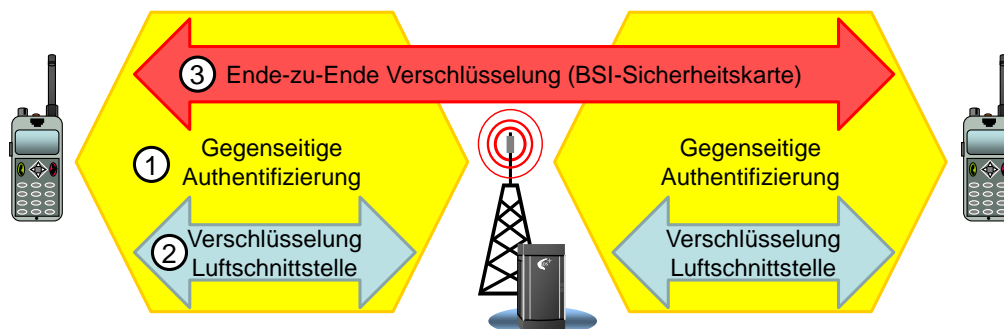 3 Ende-zu-Ende Verschlüsselung (BSI-Sicherheitskarte)
1 Gegenseitige
Authentifizierung
Gegenseitige
Authentifizierung
2 Verschlüsselung
Luftschnittstelle
Verschlüsselung
Luftschnittstelle